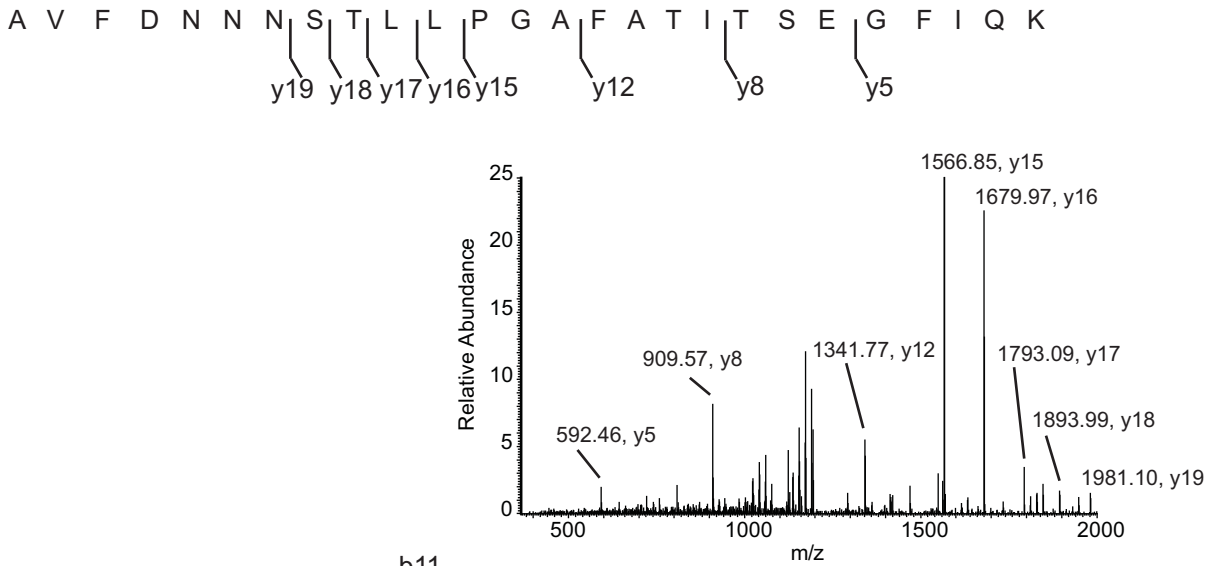 A V F D N N N S T L L P G A F A T I T S E G F I Q K
y19 y18 y17 y16 y15 y12 y8 y5
1566.85, y15
25
1679.97, y16
20
Relative Abundance
15
909.57, y8 1341.77, y12 1793.09, y17
10
1893.99, y18
592.46, y5
5
1981.10, y19
0
500 1000 1500 2000
m/z
b11